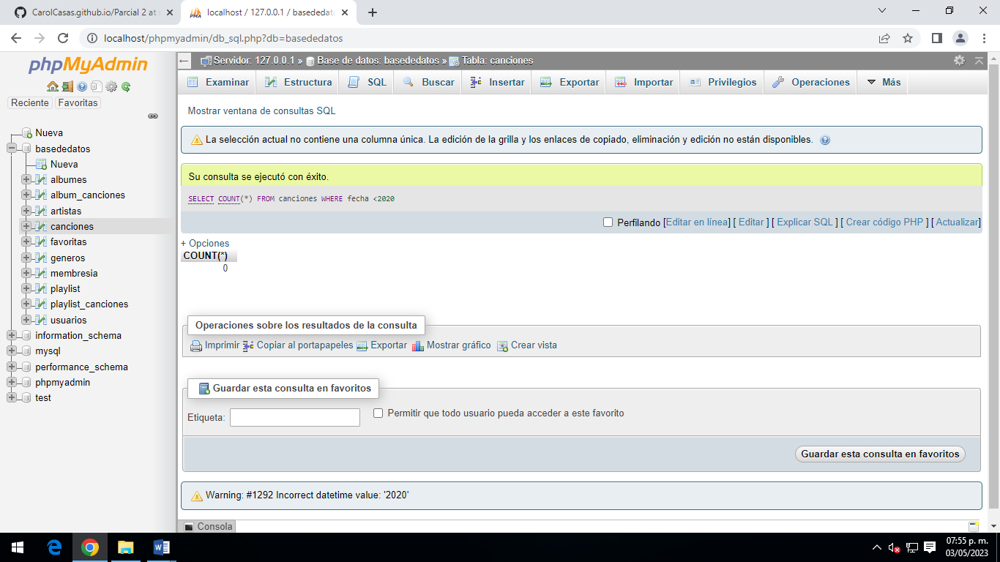 CarolCasas.github.io/Parcial 2 at
localhost / 127.0.0.1 / basededato
localhost/phpmyadmin/db_sql.php?db=basededatos
phpMyAdmin
Reciente
Favoritas
Nueva
basededatos
Nueva
albumes
album_canciones
artistas
canciones
favoritas
generos
membresia
playlist
playlist_canciones
usuarios
information_schema
mysql
performance_schema
phpmyadmin
test
Servidor: 127.0.0.1 » Base de datos: basededatos » Tabla: canciones
Examinar Estructura SQL Buscar Insertar Exportar Importar Privilegios Operaciones Más
Mostrar ventana de consultas SQL
La selección actual no contiene una columna única. La edición de la grilla y los enlaces de copiado, eliminación y edición no están disponibles.
Su consulta se ejecutó con éxito.
SELECT COUNT(*) FROM canciones WHERE fecha <2020
Perfilando [Editar en línea] [ Editar ] [ Explicar SQL ] [ Crear código PHP ] [ Actualizar]
+ Opciones
COUNT(*)
0
Operaciones sobre los resultados de la consulta
Imprimir Copiar al portapapeles Exportar Mostrar gráfico Crear vista
Guardar esta consulta en favoritos
Etiqueta:
Permitir que todo usuario pueda acceder a este favorito
Guardar esta consulta en favoritos
Warning: #1292 Incorrect datetime value: '2020'
Consola
07:55 p. m.
03/05/2023